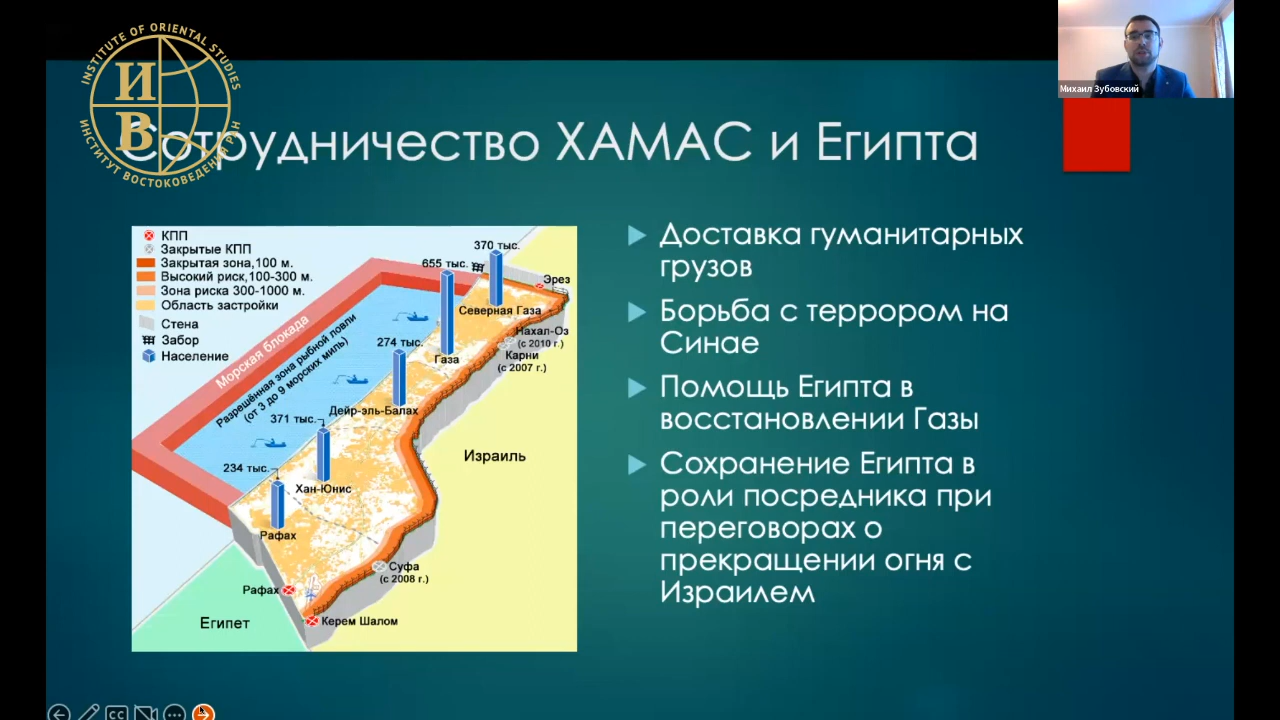 INSTITUTE OF ORIENTAL STUDIES
ИВ
ИНСТИТУТ ВОСТОКОВЕДЕНИЯ РАН
Михаил Зубовский
Сотрудничество ХАМАС и Египта
КПП
Закрытые КПП
Закрытая зона,100 м.
Высокий риск,100-300 м.
Зона риска 300-1000 м.
Область застройки
Стена
Забор
Население
Морская блокада
Разрешённая зона рыбной ловли
(от 3 до 9 морских миль)
370 тыс.
655 тыс.
Эрез
Северная Газа
Нахал-Оз
(с 2010 г.)
Карни
(с 2007 г.)
274 тыс.
Газа
Дейр-эль-Балах
371 тыс.
Израиль
234 тыс.
Хан-Юнис
Рафах
Суфа
(с 2008 г.)
Рафах
Керем Шалом
Египет
Доставка гуманитарных
грузов
Борьба с террором на
Синае
Помощь Египта в
восстановлении Газы
Сохранение Египта в
роли посредника при
переговорах о
прекращении огня с
Израилем
CC